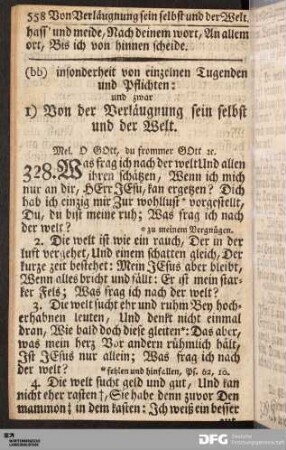 558 Von Verläugnung sein selbst und der Welt.
hass' und meide, Nach deinem wort, An allem
ort, Bis ich von hinnen scheide.
(bb) insonderheit von einzelnen Tugenden
und Pflichten:
und zwar
1) Von der Verläugnung sein selbst
und der Welt.
Mel. O GOtt, du frommer GOtt ꝛc.
328. Was frag ich nach der welt Und allen
ihren schätzen, Wenn ich mich
nur an dir, HErr JEsu, kan ergetzen? Dich
hab ich einzig mir Zur wohllust* vorgestellt,
Du, du bist meine ruh; Was frag ich nach
der welt? *zu meinem Vergnügen.
2. Die welt ist wie ein rauch, Der in der
luft vergehet, Und einem schatten gleich, Der
kurze zeit bestehet: Mein JEsus aber bleibt,
Wenn alles bricht und fällt: Er ist mein star-
ker Fels; Was frag ich nach der welt?
3. Die welt sucht ehr und ruhm Bey hoch-
erhabnen leuten, Und denkt nicht einmal
dran, Wie bald doch diese gleiten*: Das aber,
was mein herz Vor andern rühmlich hält,
Ist JEsus nur allein; Was frag ich nach
der welt? *fehlen und hinfallen, Ps. 62, 10.
4. Die welt sucht geld und gut, Und kan
nicht eher rasten †, Sie habe denn zuvor Den
mammon‡ in dem kasten: Ich weiß ein besser
DFG Deutsche Forschungsgemeinschaft